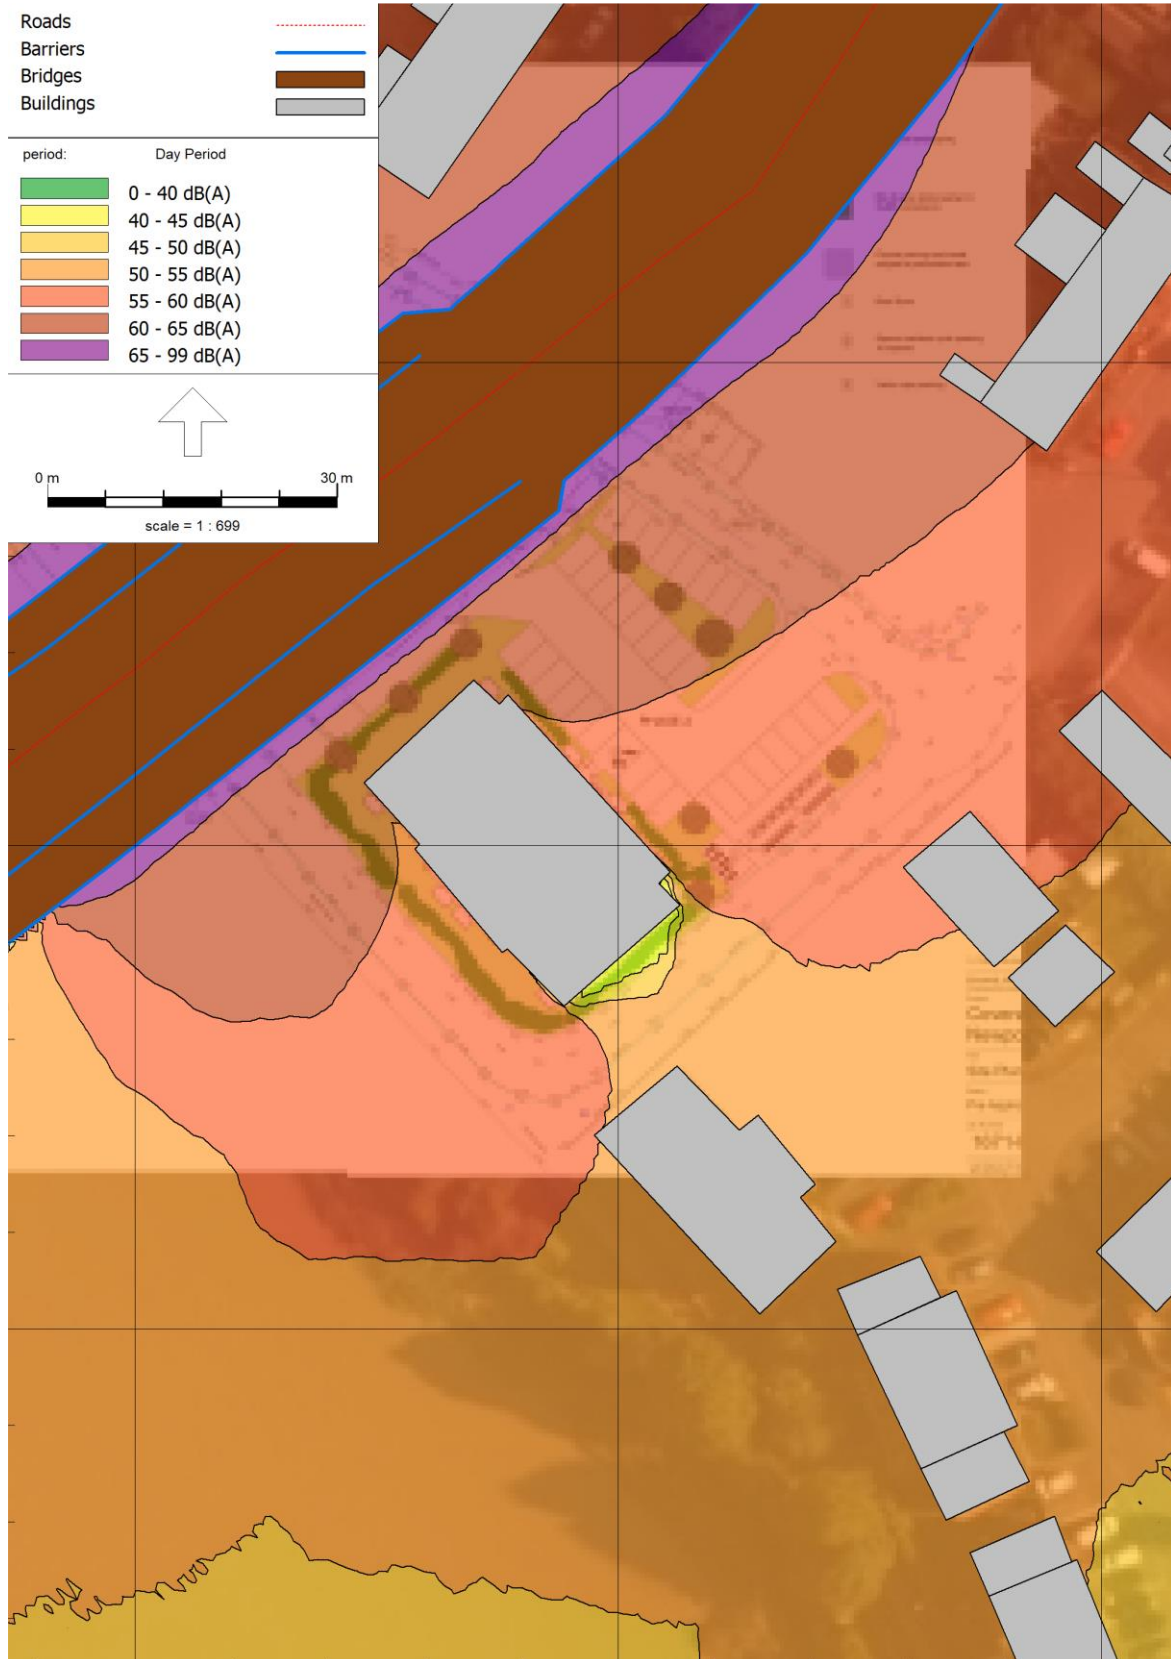 Roads
Barriers
Bridges
Buildings
period: Day Period
0 - 40 dB(A)
40 - 45 dB(A)
45 - 50 dB(A)
50 - 55 dB(A)
55 - 60 dB(A)
60 - 65 dB(A)
65 - 99 dB(A)
0 m 30 m
scale = 1 : 699